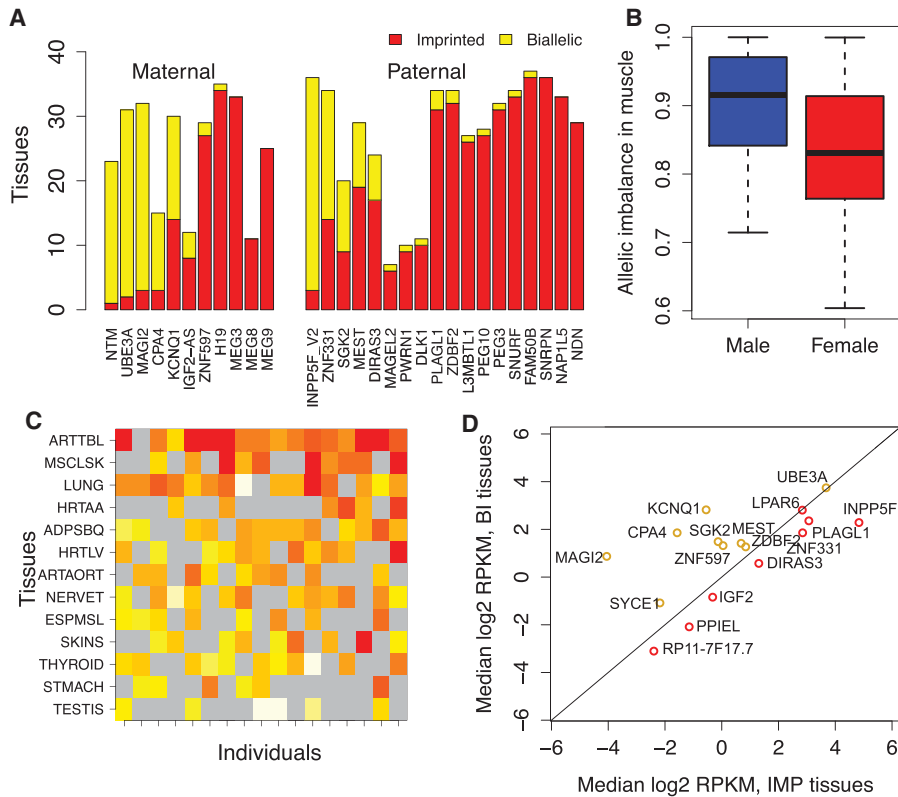 A
Imprinted
Biallelic
Maternal
Paternal
Tissues
0
10
20
30
40
NTM
UBE3A
MAGI2
CPA4
KCNQ1
IGF2-AS
ZNF597
H19
MEG3
MEG8
MEG9
INPP5F_V2
ZNF331
SGK2
MEST
DIRAS3
MAGEL2
PWRN1
DLK1
PLAGL1
ZDBF2
L3MBTL1
PEG10
PEG3
SNURF
FAM50B
SNRPN
NAP1L5
NDN
B
Allelic imbalance in muscle
1.0
0.9
0.8
0.7
0.6
Male
Female
C
Tissues
ARTTBL
MSCLSK
LUNG
HRTAA
ADPSBQ
HRTLV
ARTAORT
NERVET
ESPMSL
SKINS
THYROID
STMACH
TESTIS
Individuals
D
Median log2 RPKM, BI tissues
6
4
2
0
−2
−4
−6
UBE3A
LPAR6
INPP5F
KCNQ1
CPA4
SGK2
MEST
PLAGL1
ZDBF2
ZNF331
MAGI2
ZNF597
DIRAS3
SYCE1
IGF2
PPIEL
RP11-7F17.7
−6
−4
−2
0
2
4
6
Median log2 RPKM, IMP tissues